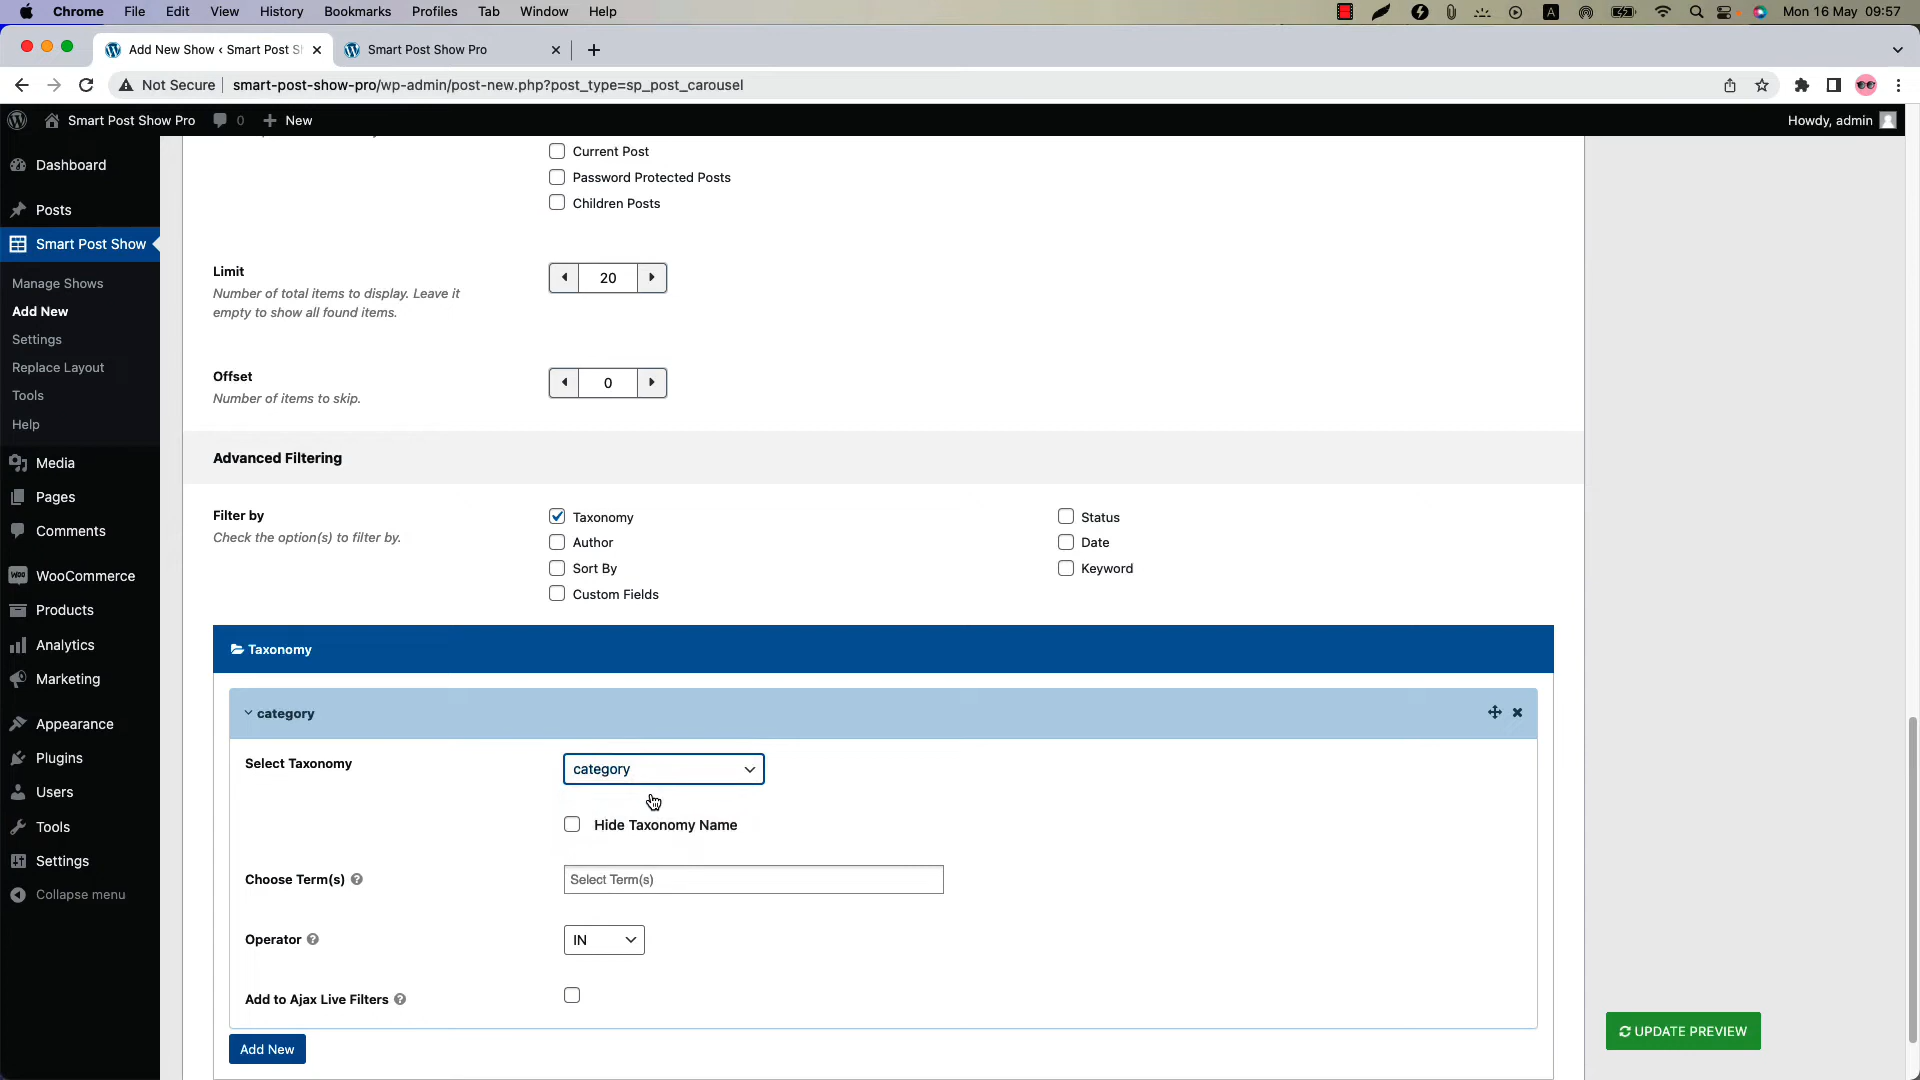 Chrome File Edit View History Bookmarks Profiles Tab Window Help A Mon 16 May 09:57
Add New Show ‹ Smart Post S
Smart Post Show Pro
Not Secure smart-post-show-pro/wp-admin/post-new.php?post_type=sp_post_carousel
Smart Post Show Pro 0 New Howdy, admin
Dashboard
Posts
Smart Post Show
Manage Shows
Add New
Settings
Replace Layout
Tools
Help
Media
Pages
Comments
WooCommerce
Products
Analytics
Marketing
Appearance
Plugins
Users
Tools
Settings
Collapse menu
Current Post
Password Protected Posts
Children Posts
Limit
Number of total items to display. Leave it
empty to show all found items.
20
Offset
Number of items to skip.
0
Advanced Filtering
Filter by
Check the option(s) to filter by.
Taxonomy
Author
Sort By
Custom Fields
Status
Date
Keyword
Taxonomy
category
Select Taxonomy
category
Hide Taxonomy Name
Choose Term(s) ?
Select Term(s)
Operator ?
IN
Add to Ajax Live Filters ?
Add New
UPDATE PREVIEW